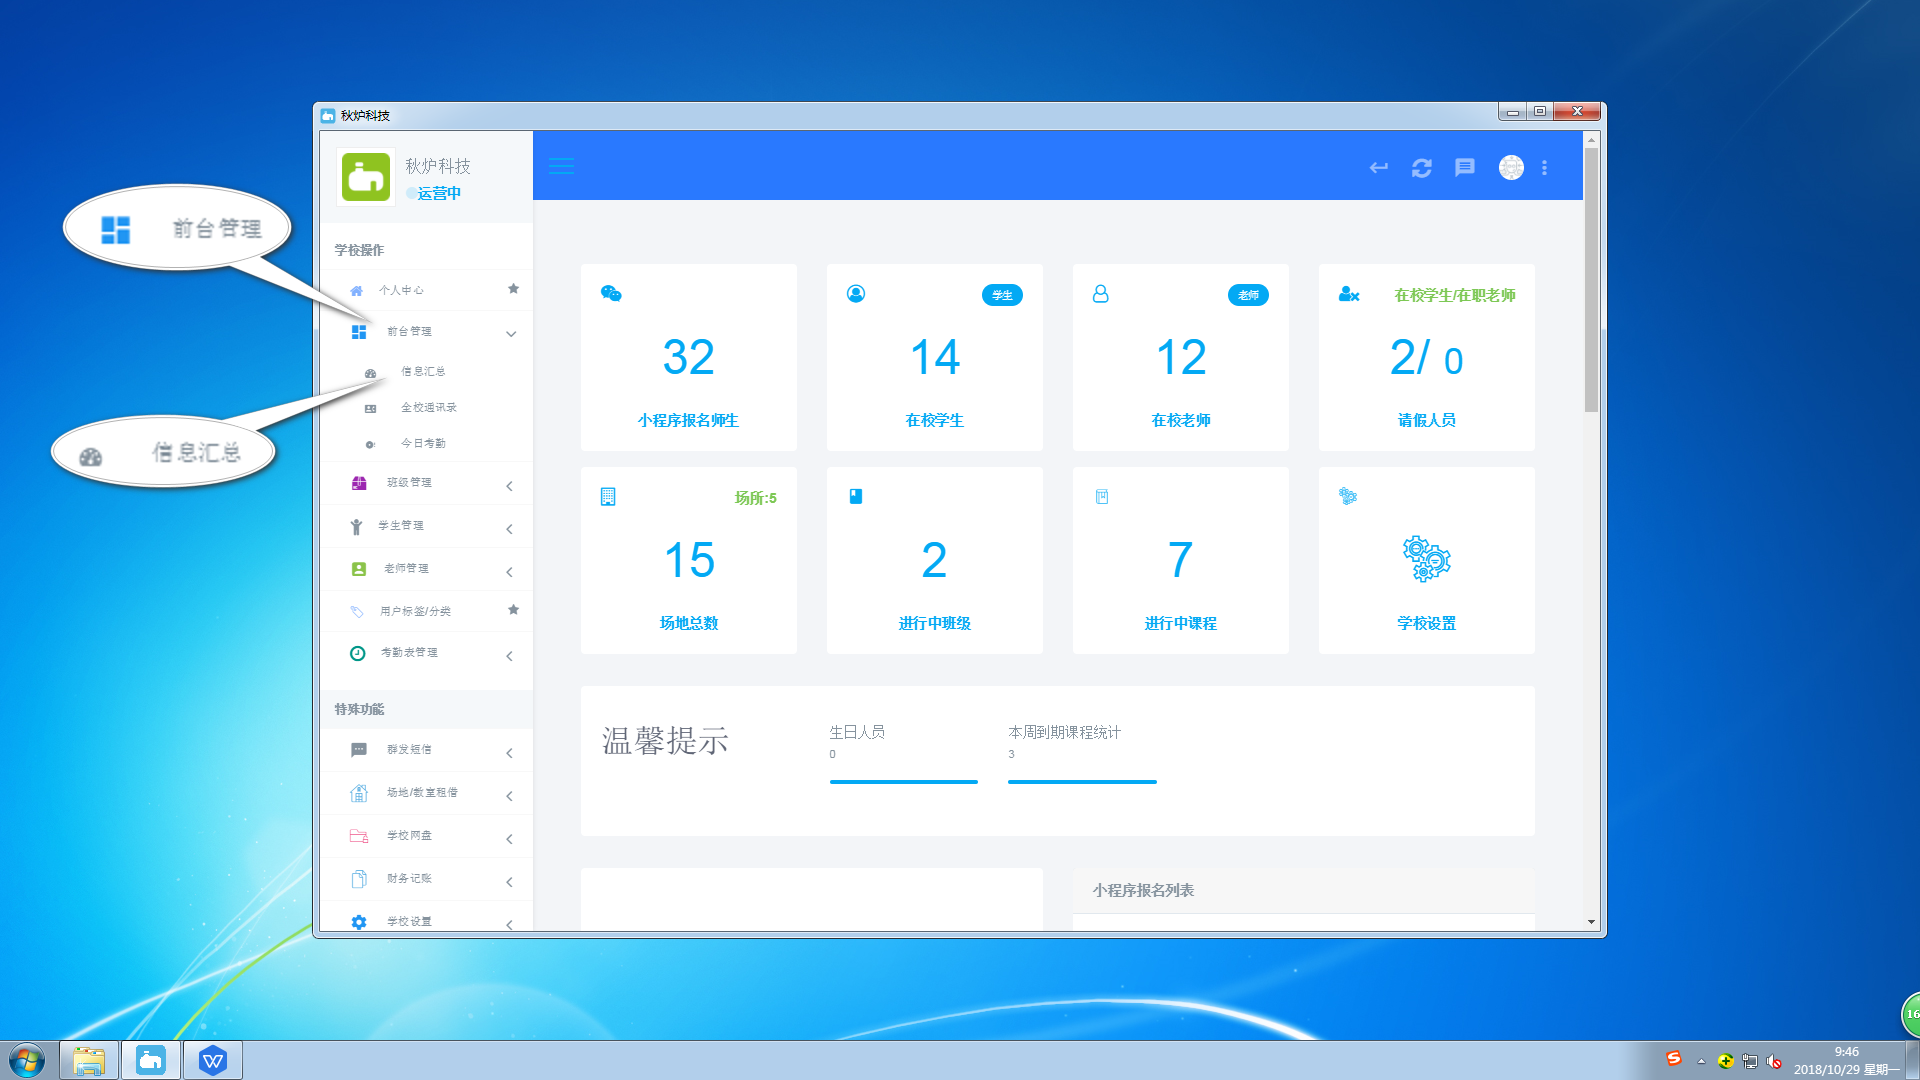 秋炉科技
秋炉科技
运营中
前台管理
学校操作
个人中心
前台管理
信息汇总
信息汇总
全校通讯录
今日考勤
班级管理
学生管理
老师管理
用户标签/分类
考勤表管理
特殊功能
群发短信
场地/教室租借
学校网盘
财务记账
学校设置
32
小程序报名师生
学生
14
在校学生
老师
12
在校老师
在校学生/在职老师
2/ 0
请假人员
场所:5
15
场地总数
2
进行中班级
7
进行中课程
学校设置
温馨提示
生日人员
0
本周到期课程统计
3
小程序报名列表
16
9:46
2018/10/29 星期一